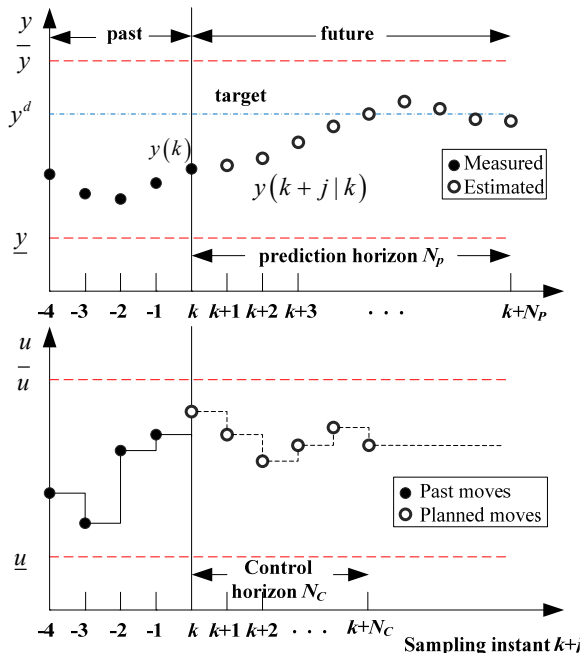 y
past
future
y̅
target
yᵈ
y(k)
y(k + j | k)
Measured
Estimated
y̲
prediction horizon N_p
-4 -3 -2 -1 k k+1 k+2 k+3 . . . k+N_P
u
u̅
Past moves
Planned moves
u̲
Control
horizon N_C
-4 -3 -2 -1 k k+1 k+2 . . . k+N_C
Sampling instant k+j